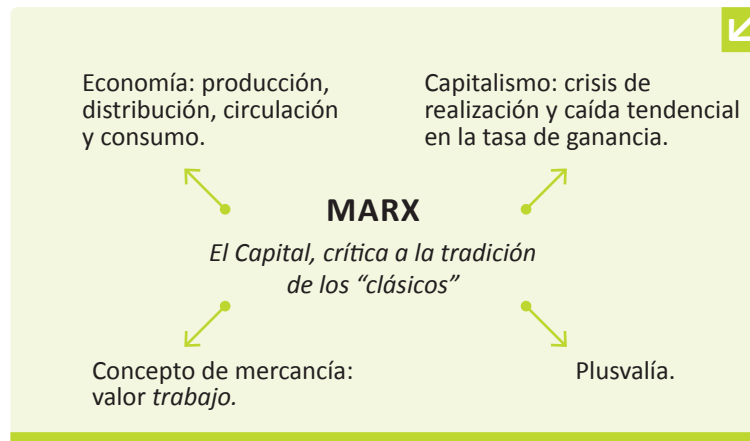 Economía: producción,
distribución, circulación
y consumo.
Capitalismo: crisis de
realización y caída tendencial
en la tasa de ganancia.
MARX
El Capital, crítica a la tradición
de los “clásicos”
Concepto de mercancía:
valor trabajo.
Plusvalía.